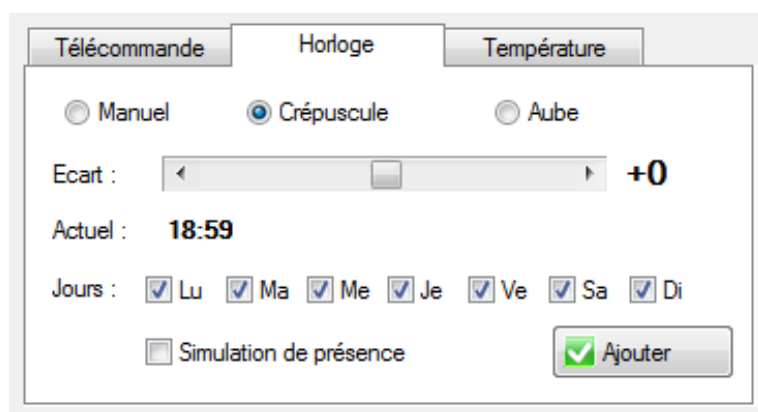 Télécommande Horloge Température
Manuel Crépuscule Aube
Ecart : +0
Actuel : 18:59
Jours : Lu Ma Me Je Ve Sa Di
Simulation de présence Ajouter